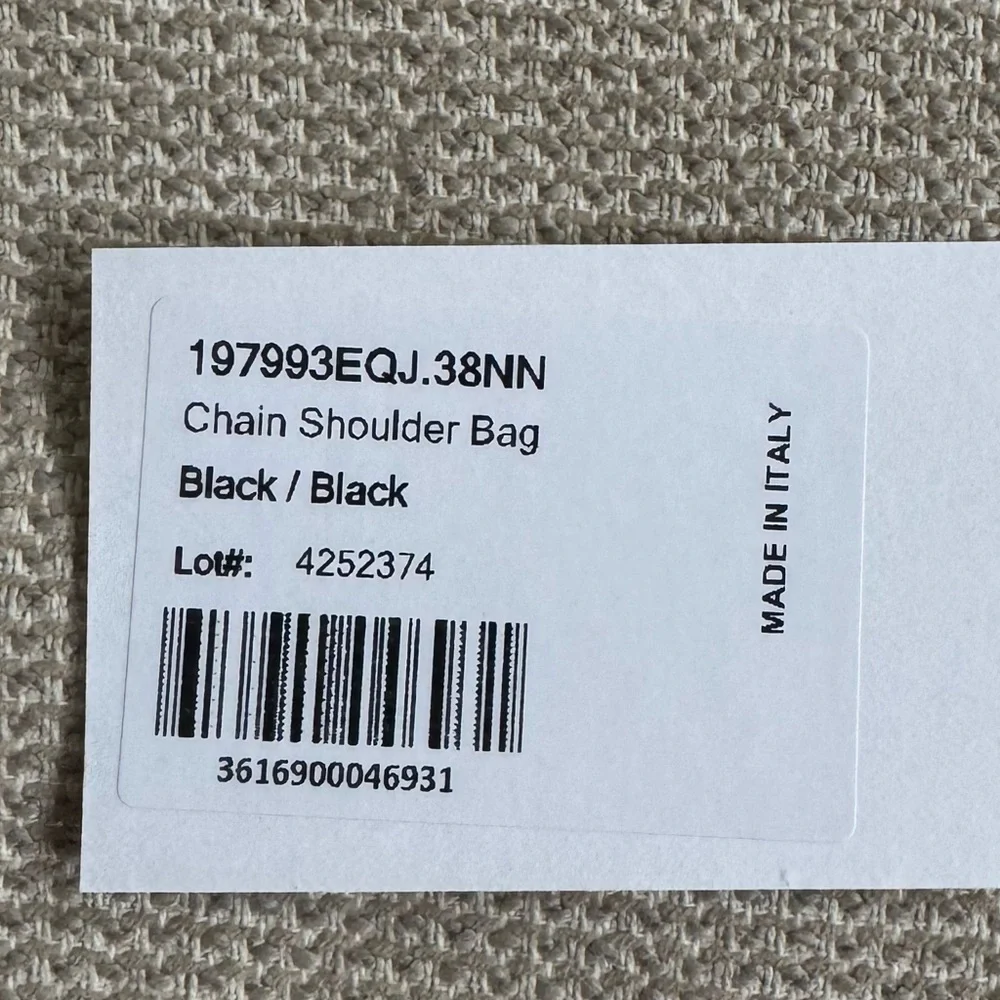 197993EQJ.38NN
Chain Shoulder Bag
Black / Black
Lot#: 4252374
3616900046931
MADE IN ITALY